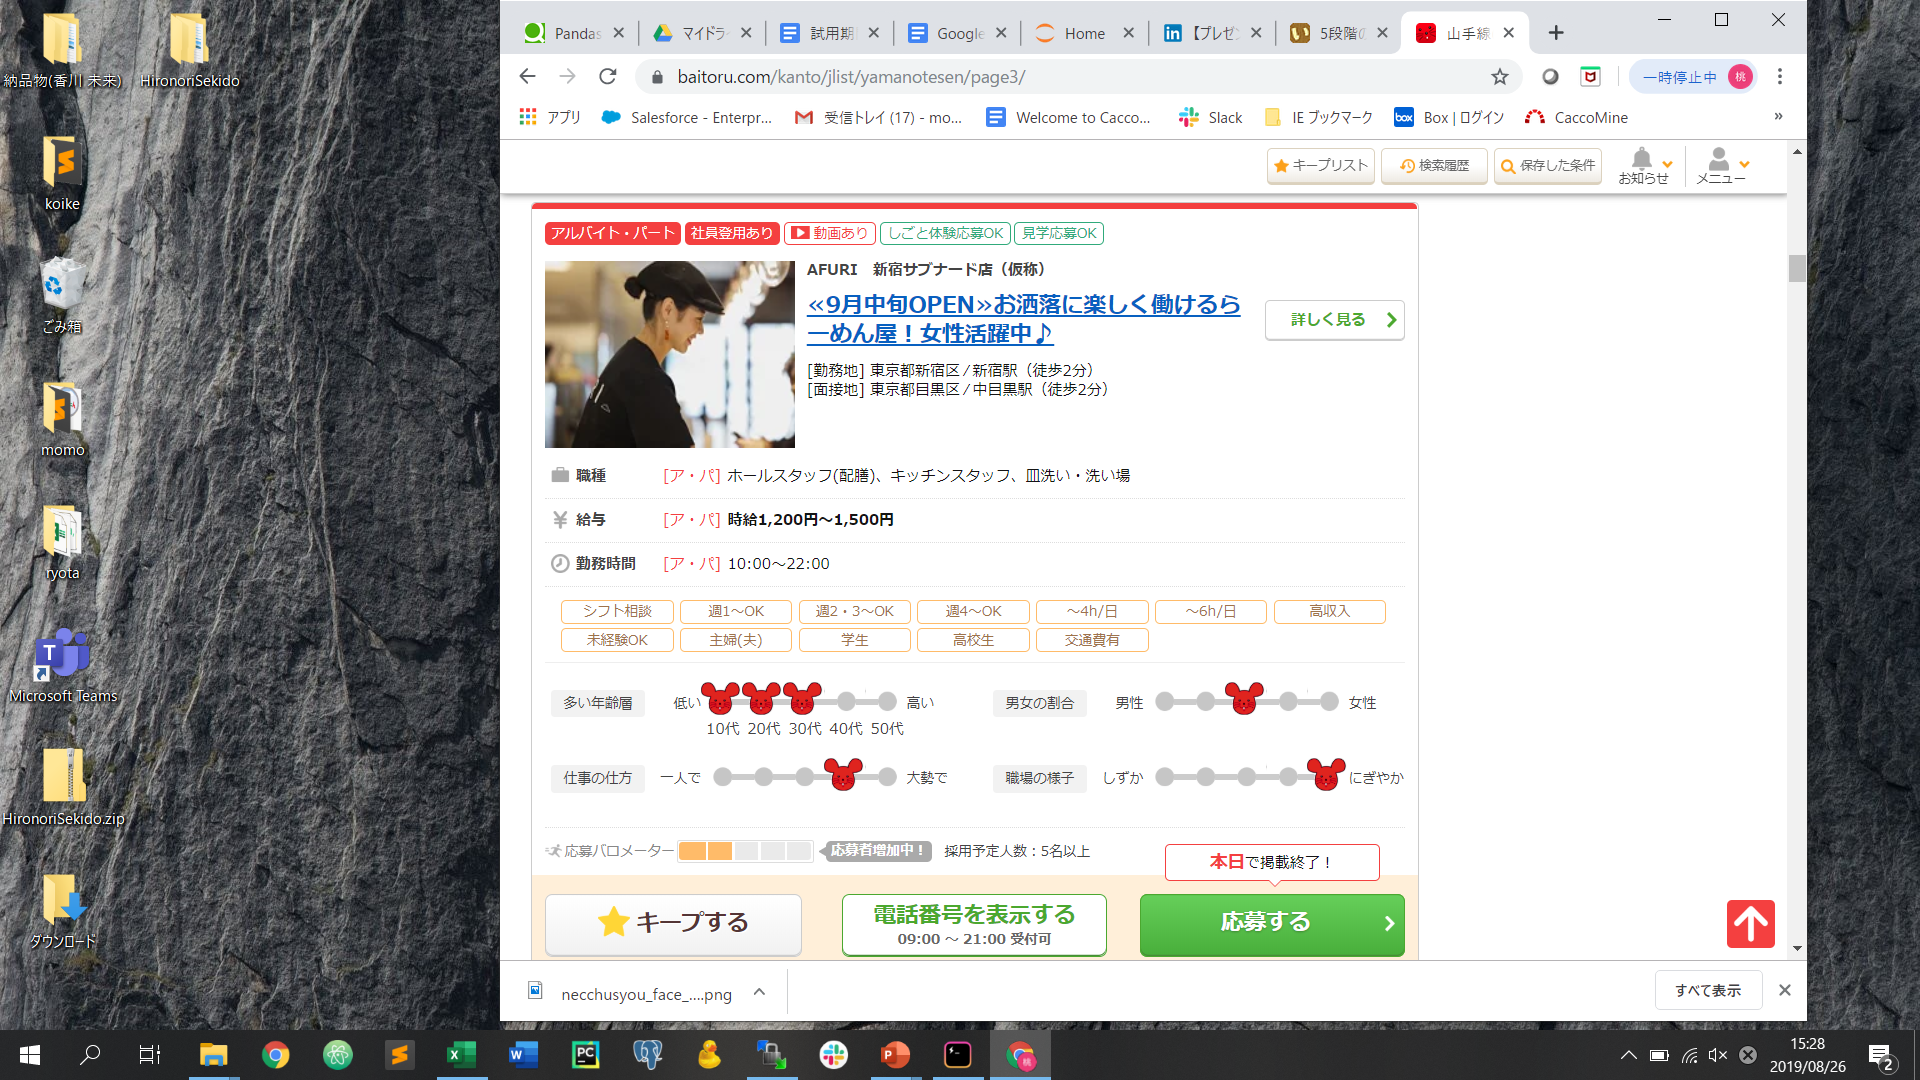 納品物(香川 未来)
HironoriSekido
koike
ごみ箱
momo
ryota
Microsoft Teams
HironoriSekido.zip
ダウンロード
Pandas
マイドラ
試用期
Google
Home
【プレゼン
5段階の
山手線
baitoru.com/kanto/jlist/yamanotesen/page3/
一時停止中
桃
アプリ
Salesforce - Enterpr...
受信トレイ (17) - mo...
Welcome to Cacco...
Slack
IE ブックマーク
box
Box | ログイン
CaccoMine
»
キープリスト
検索履歴
保存した条件
お知らせ
メニュー
アルバイト・パート
社員登用あり
動画あり
しごと体験応募OK
見学応募OK
AFURI 新宿サブナード店（仮称）
≪9月中旬OPEN≫お洒落に楽しく働けるら
ーめん屋！女性活躍中♪
詳しく見る
[勤務地] 東京都新宿区 ⁄ 新宿駅（徒歩2分）
[面接地] 東京都目黒区 ⁄ 中目黒駅（徒歩2分）
職種 [ア・パ] ホールスタッフ(配膳)、キッチンスタッフ、皿洗い・洗い場
給与 [ア・パ] 時給1,200円～1,500円
勤務時間 [ア・パ] 10:00～22:00
シフト相談 週1～OK 週2・3～OK 週4～OK ～4h/日 ～6h/日 高収入
未経験OK 主婦(夫) 学生 高校生 交通費有
多い年齢層 低い 高い
10代 20代 30代 40代 50代
男女の割合 男性 女性
仕事の仕方 一人で 大勢で
職場の様子 しずか にぎやか
応募バロメーター 応募者増加中！ 採用予定人数：5名以上
本日で掲載終了！
キープする
電話番号を表示する
09:00 ～ 21:00 受付可
応募する
necchusyou_face_....png
すべて表示
15:28
2019/08/26
2